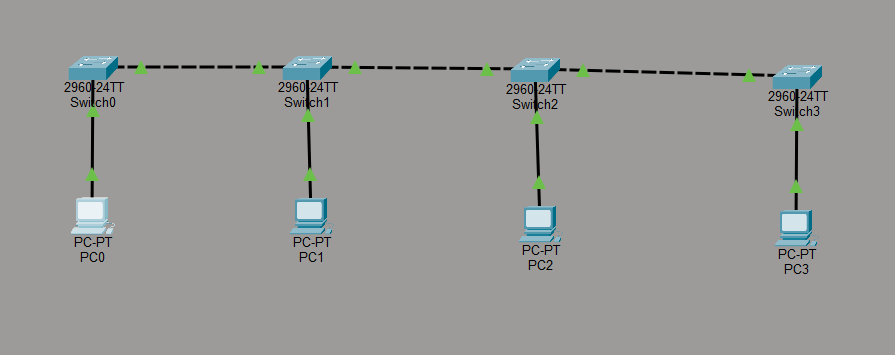 2960-24TT
Switch0
2960-24TT
Switch1
2960-24TT
Switch2
2960-24TT
Switch3
PC-PT
PC0
PC-PT
PC1
PC-PT
PC2
PC-PT
PC3